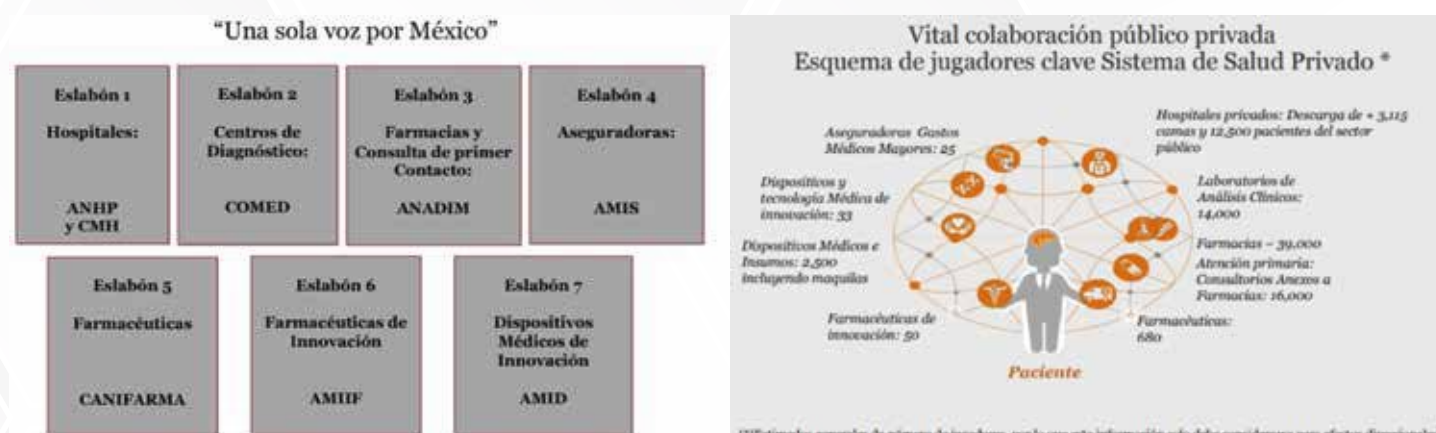 “Una sola voz por México”
Eslabón 1
Hospitales:
ANHP
y CMH
Eslabón 2
Centros de
Diagnóstico:
COMED
Eslabón 3
Farmacias y
Consulta de primer
Contacto:
ANADIM
Eslabón 4
Aseguradoras:
AMIS
Eslabón 5
Farmacéuticas
CANIFARMA
Eslabón 6
Farmacéuticas de
Innovación
AMIIF
Eslabón 7
Dispositivos
Médicos de
Innovación
AMID
Vital colaboración público privada
Esquema de jugadores clave Sistema de Salud Privado *
Aseguradoras Gastos
Médicos Mayores: 25
Dispositivos y
tecnología Médica de
innovación: 33
Dispositivos Médicos e
Insumos: 2,500
incluyendo maquilas
Farmacéuticas de
innovación: 50
Hospitales privados: Descarga de + 3,115
camas y 12,500 pacientes del sector
público
Laboratorios de
Análisis Clínicos:
14,000
Farmacias – 39,000
Atención primaria:
Consultorios Anexos a
Farmacias: 16,000
Farmacéuticas:
680
Paciente